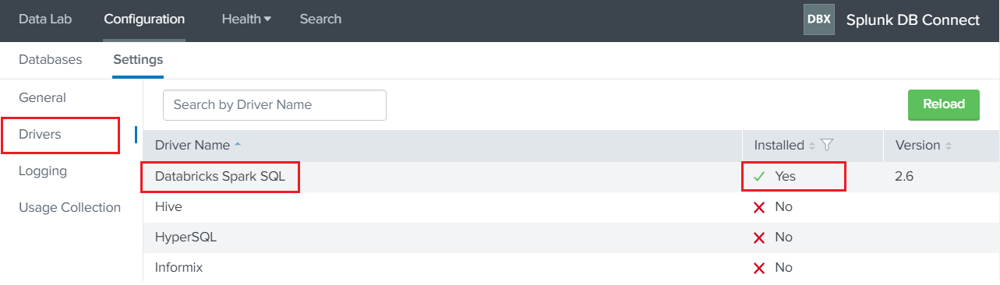 Data Lab Configuration Health Search DBX Splunk DB Connect
Databases Settings
General
Drivers
Logging
Usage Collection
Search by Driver Name Reload
Driver Name Installed Version
Databricks Spark SQL Yes 2.6
Hive No
HyperSQL No
Informix No